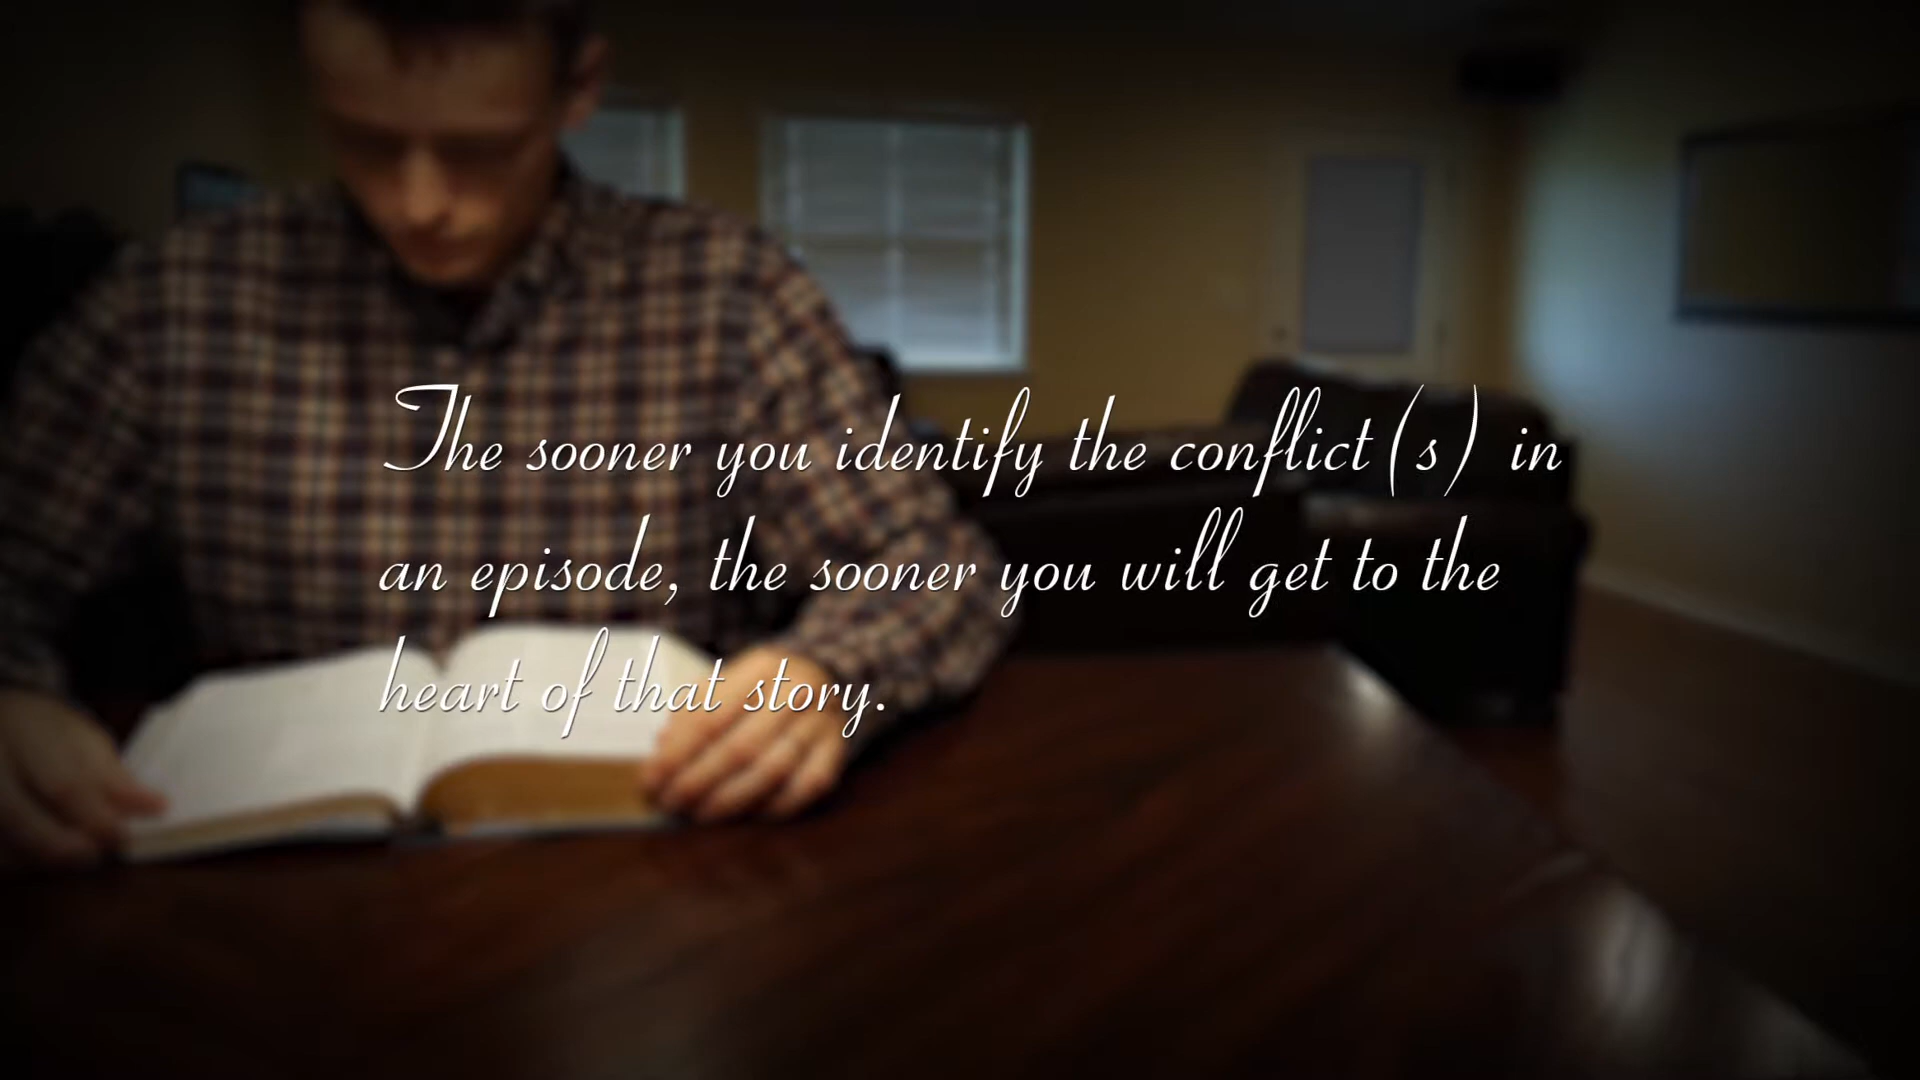 The sooner you identify the conflict(s) in
an episode, the sooner you will get to the
heart of that story.